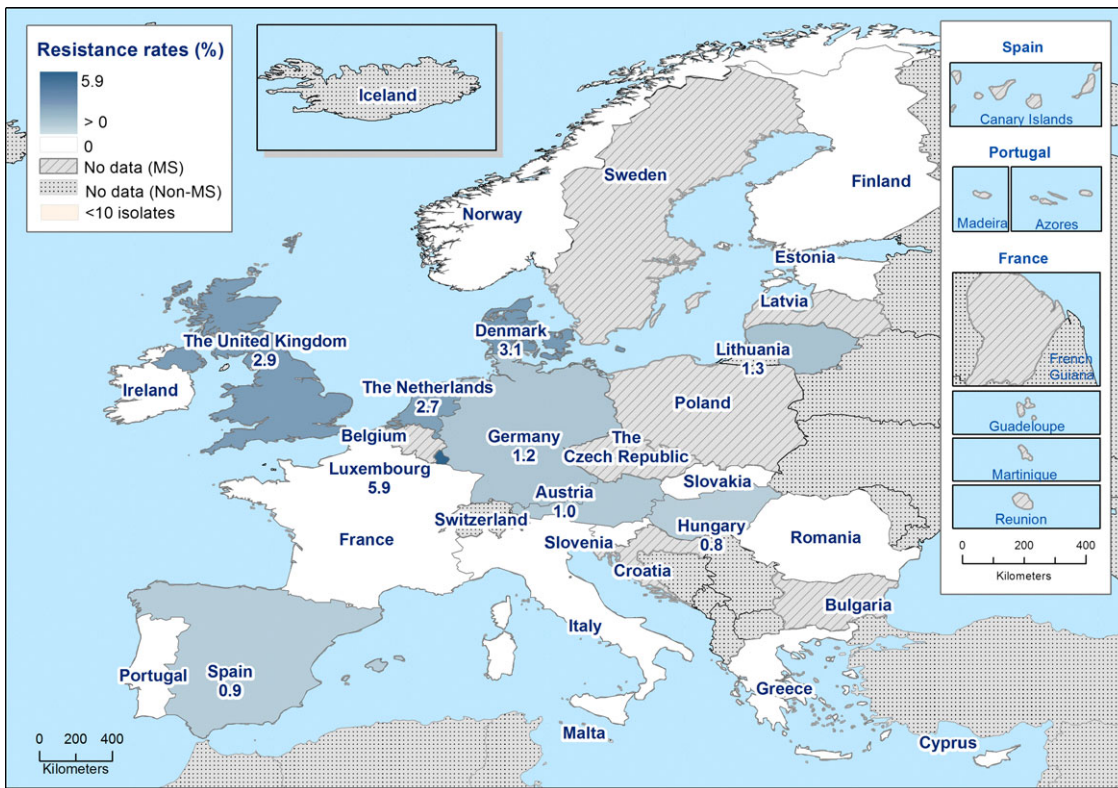 Resistance rates (%)
5.9
> 0
0
No data (MS)
No data (Non-MS)
<10 isolates
Iceland
Norway
Sweden
Finland
Estonia
Latvia
Lithuania
1.3
Denmark
3.1
The United Kingdom
2.9
Ireland
The Netherlands
2.7
Belgium
Luxembourg
5.9
Germany
1.2
Poland
The
Czech Republic
Slovakia
Austria
1.0
Switzerland
Hungary
0.8
Slovenia
Croatia
Romania
Bulgaria
France
Italy
Portugal
Spain
0.9
Greece
Malta
Cyprus
0 200 400
Kilometers
Spain
Canary Islands
Portugal
Madeira
Azores
France
French
Guiana
Guadeloupe
Martinique
Reunion
0 200 400
Kilometers